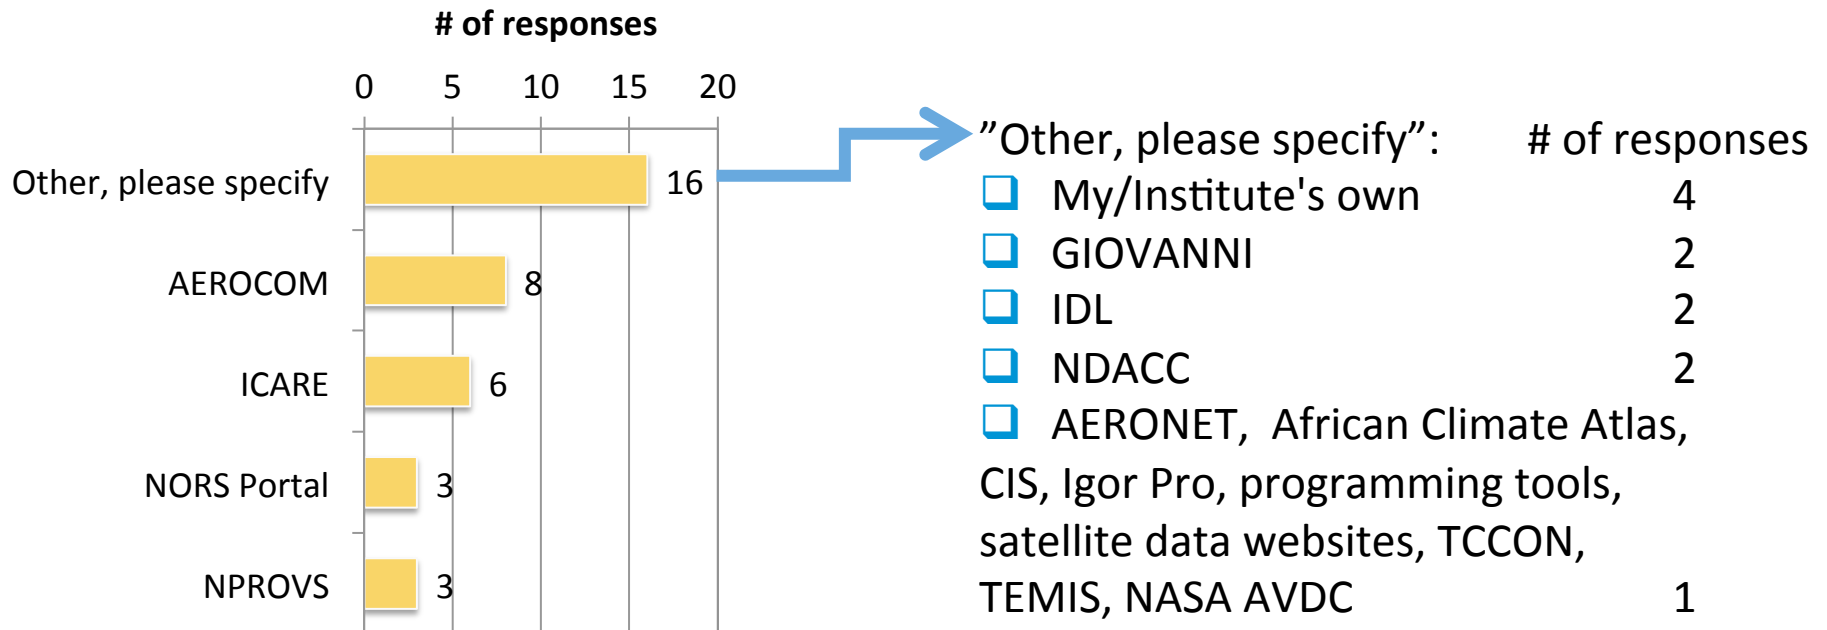 # of responses
0 5 10 15 20
Other, please specify 16
AEROCOM 8
ICARE 6
NORS Portal 3
NPROVS 3
”Other, please specify”: # of responses
My/Institute's own 4
GIOVANNI 2
IDL 2
NDACC 2
AERONET, African Climate Atlas,
CIS, Igor Pro, programming tools,
satellite data websites, TCCON,
TEMIS, NASA AVDC 1